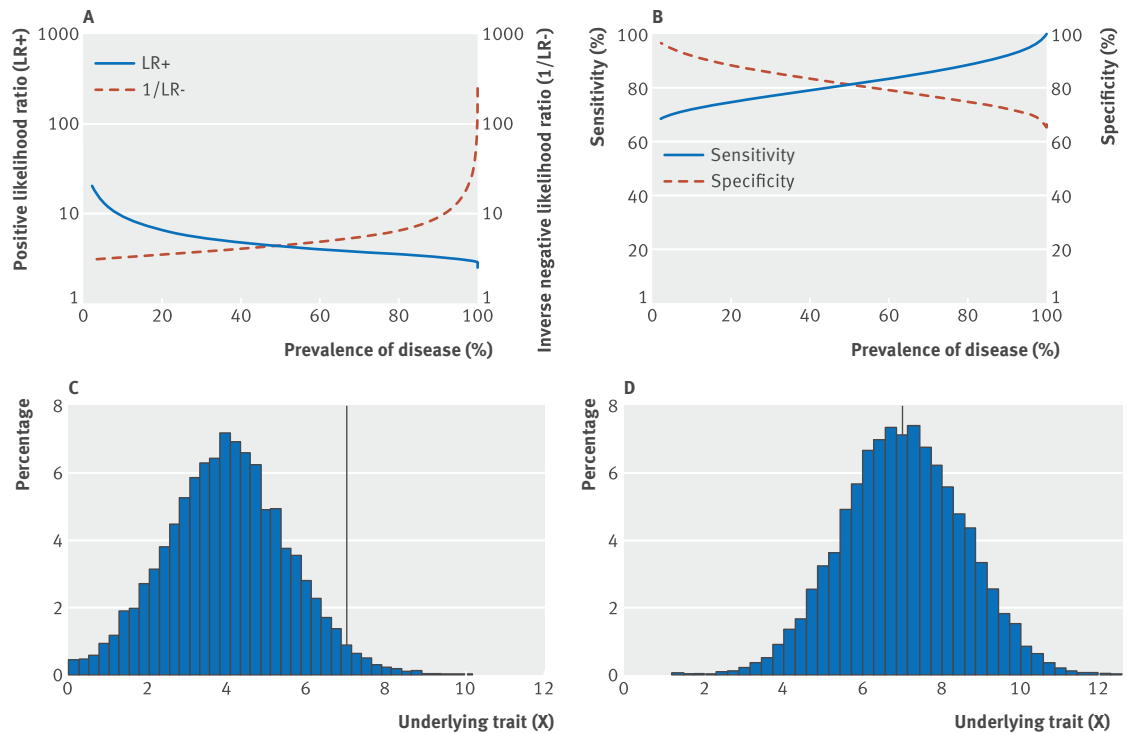 A
Positive likelihood ratio (LR+)
1000
100
10
1
LR+
1/LR-
1000
100
10
1
Inverse negative likelihood ratio (1/LR-)
0 20 40 60 80 100
Prevalence of disease (%)
B
Sensitivity (%)
100
80
60
40
20
1
Sensitivity
Specificity
100
80
60
40
20
1
Specificity (%)
0 20 40 60 80 100
Prevalence of disease (%)
C
Percentage
8
6
4
2
0
0 2 4 6 8 10 12
Underlying trait (X)
D
Percentage
8
6
4
2
0
0 2 4 6 8 10 12
Underlying trait (X)